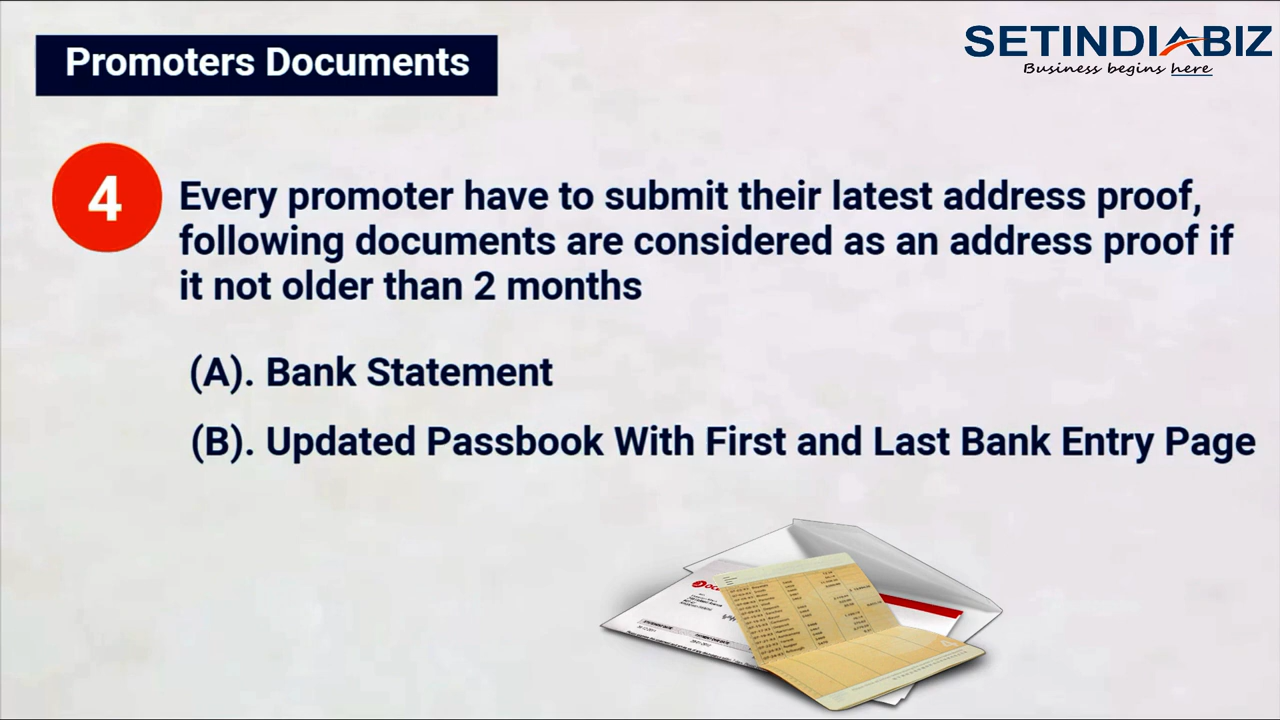 Promoters Documents
SETINDIABIZ
Business begins here
4
Every promoter have to submit their latest address proof,
following documents are considered as an address proof if
it not older than 2 months
(A). Bank Statement
(B). Updated Passbook With First and Last Bank Entry Page